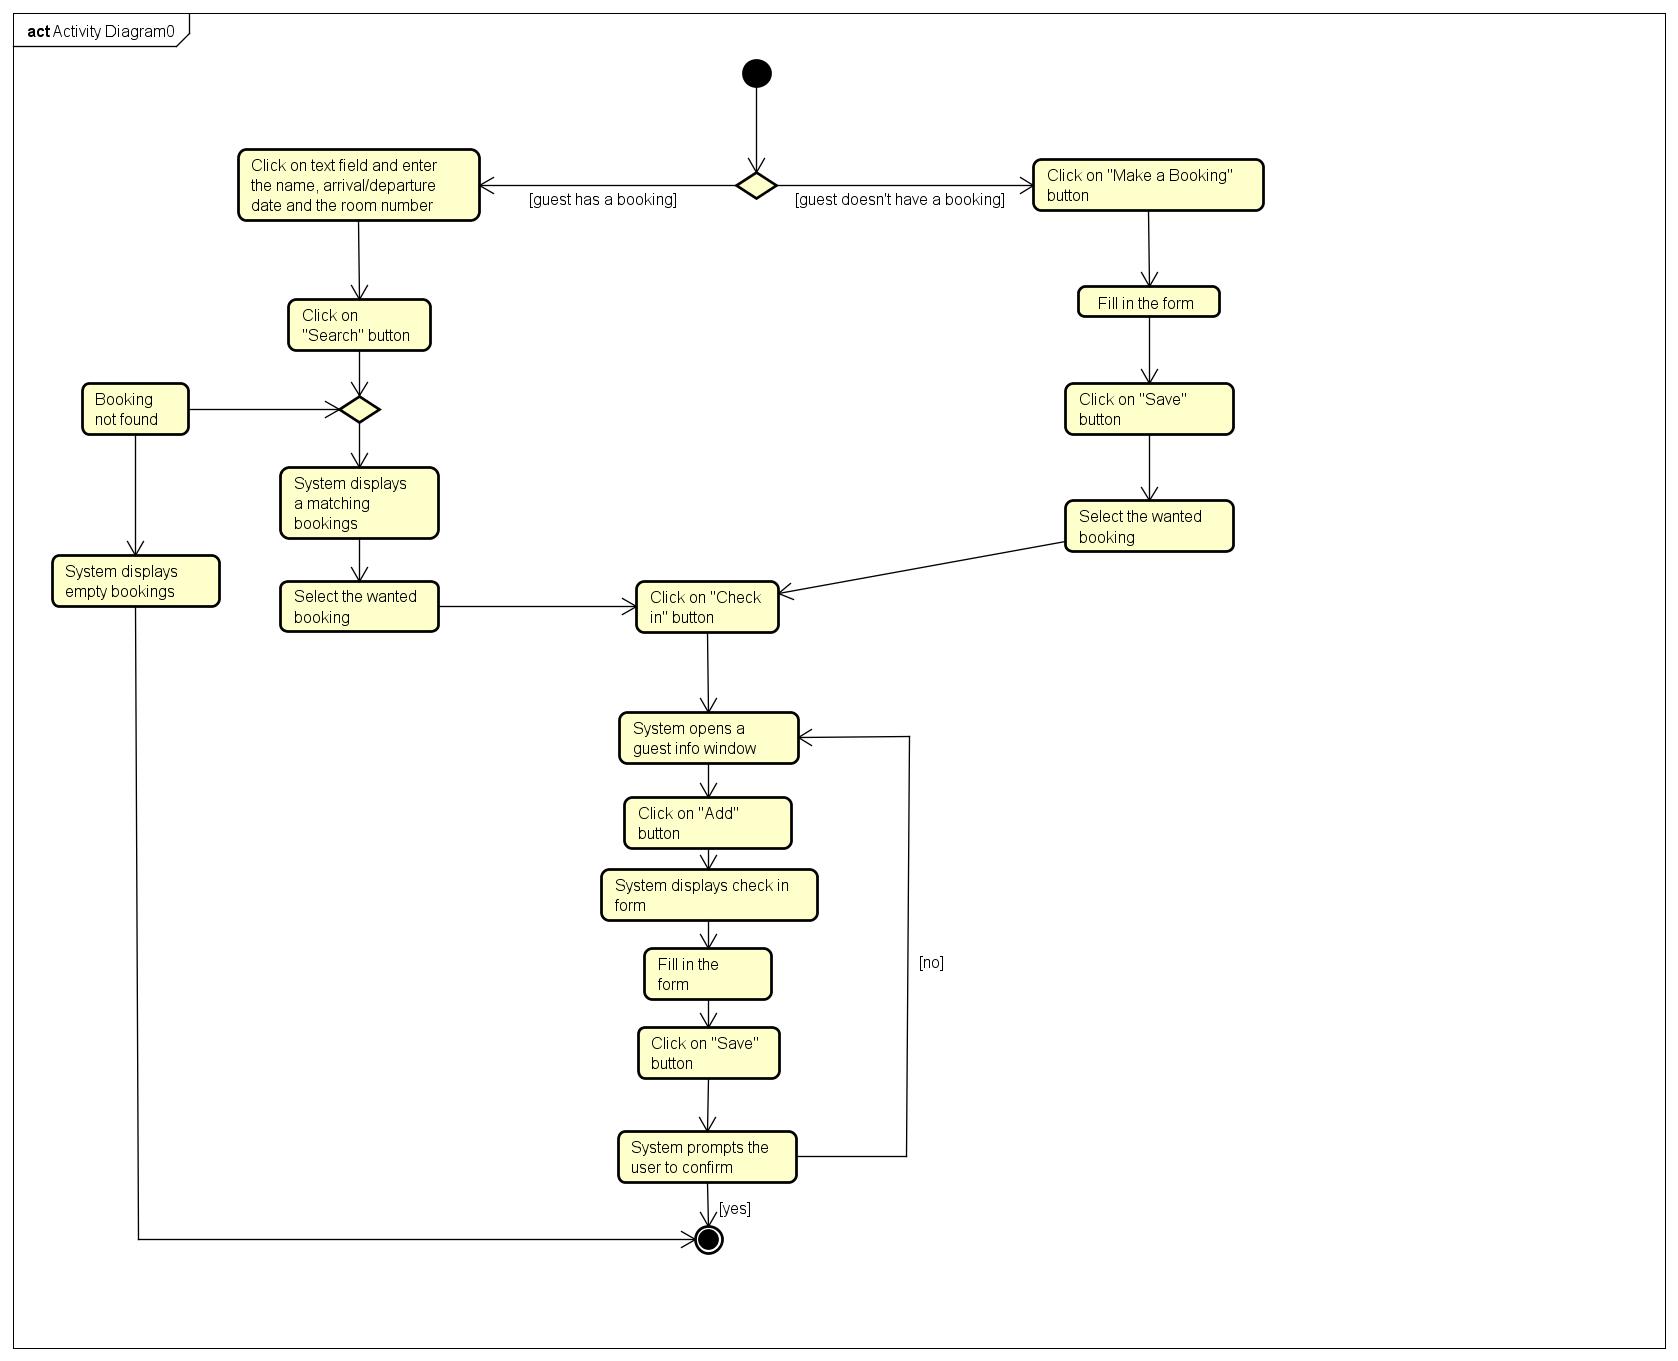 act Activity Diagram0
Click on text field and enter
the name, arrival/departure
date and the room number
[guest has a booking]
[guest doesn't have a booking]
Click on "Make a Booking"
button
Click on
"Search" button
Fill in the form
Booking
not found
Click on "Save"
button
System displays
a matching
bookings
Select the wanted
booking
System displays
empty bookings
Select the wanted
booking
Click on "Check
in" button
System opens a
guest info window
Click on "Add"
button
System displays check in
form
Fill in the
form
[no]
Click on "Save"
button
System prompts the
user to confirm
[yes]